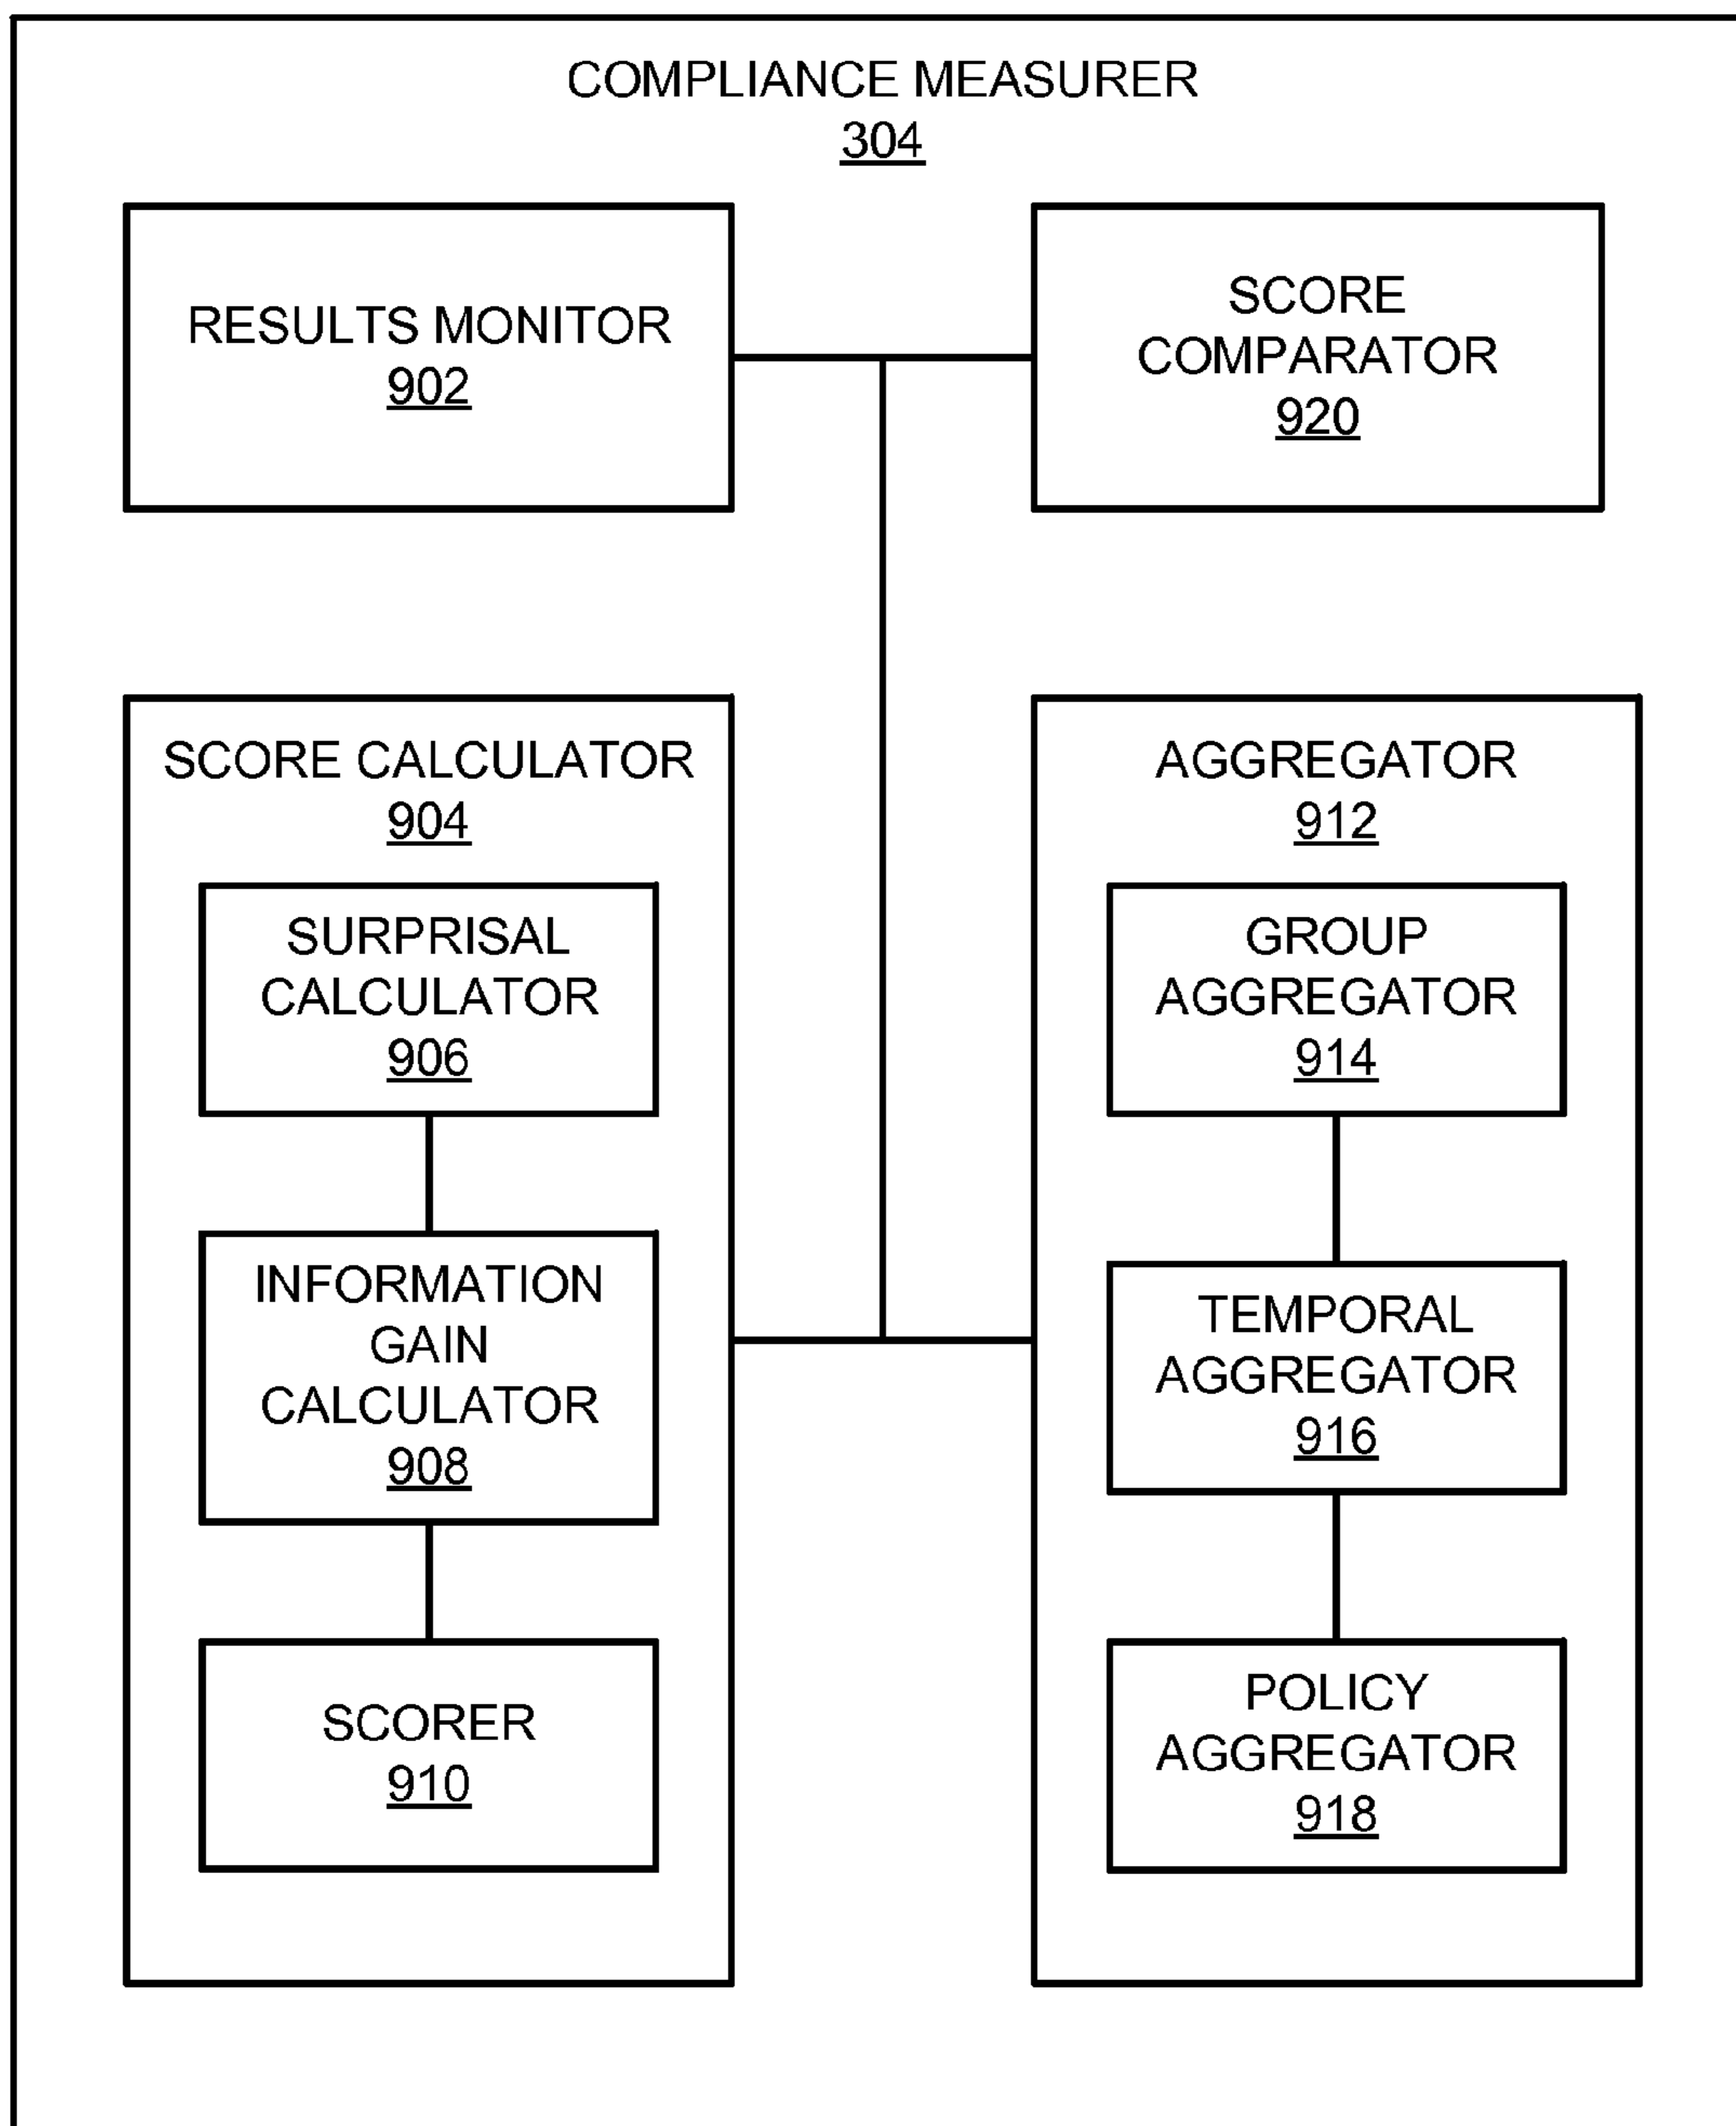 COMPLIANCE MEASURER
304
RESULTS MONITOR
902
SCORE
COMPARATOR
920
SCORE CALCULATOR
904
SURPRISAL
CALCULATOR
906
INFORMATION
GAIN
CALCULATOR
908
SCORER
910
AGGREGATOR
912
GROUP
AGGREGATOR
914
TEMPORAL
AGGREGATOR
916
POLICY
AGGREGATOR
918